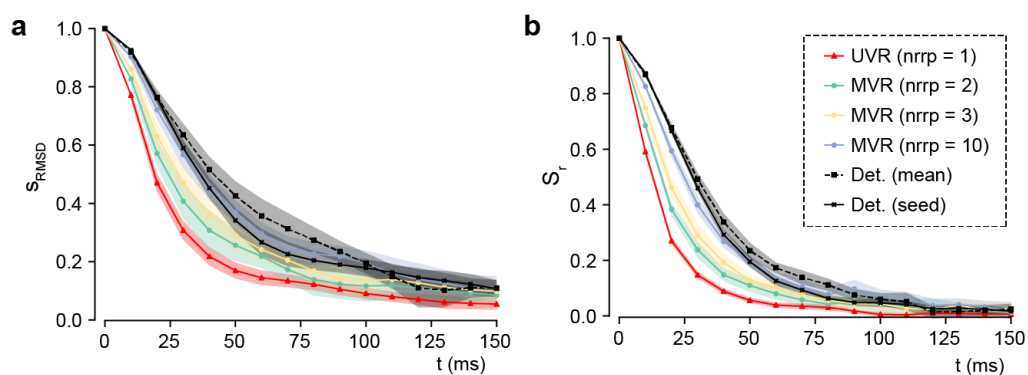 a
1.0
0.8
0.6
0.4
0.2
0.0
s_RMSD
0 25 50 75 100 125 150
t (ms)
b
1.0
0.8
0.6
0.4
0.2
0.0
S_r
0 25 50 75 100 125 150
t (ms)
UVR (nrrp = 1)
MVR (nrrp = 2)
MVR (nrrp = 3)
MVR (nrrp = 10)
Det. (mean)
Det. (seed)